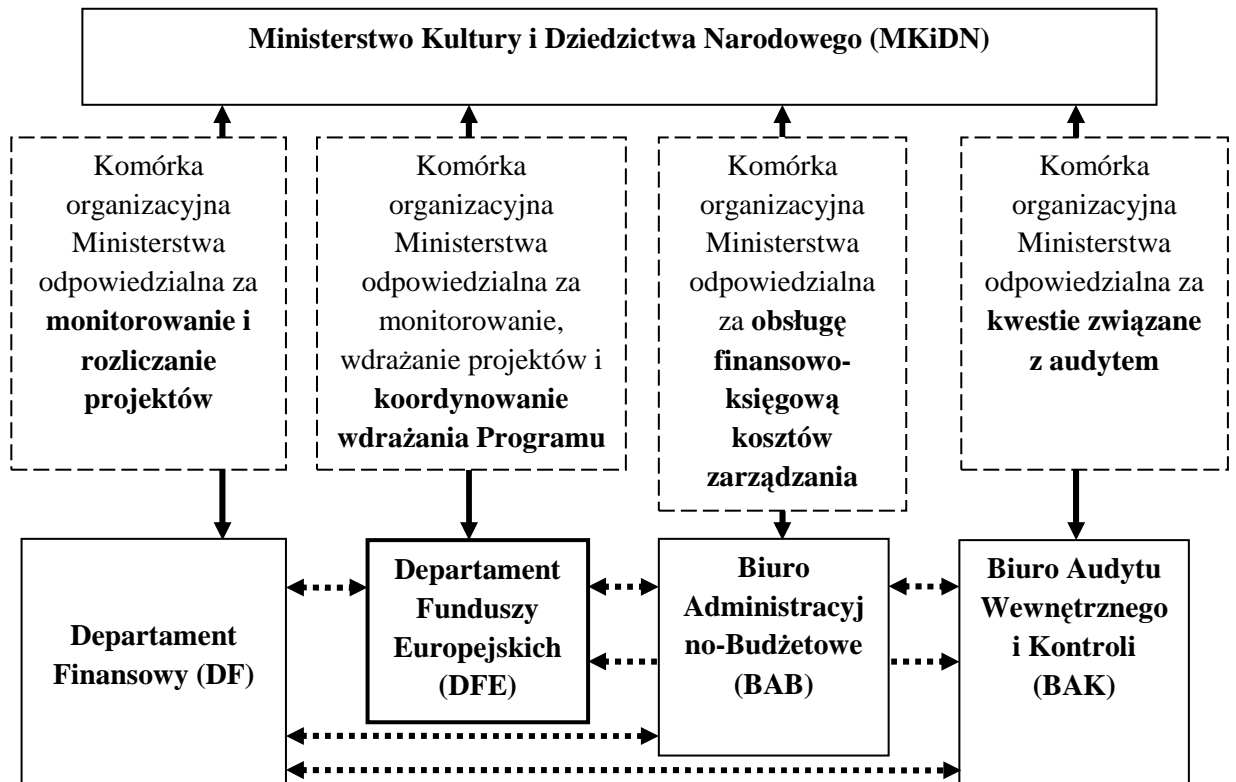 Ministerstwo Kultury i Dziedzictwa Narodowego (MKiDN)
Komórka
organizacyjna
Ministerstwa
odpowiedzialna za
monitorowanie i
rozliczanie
projektów
Komórka
organizacyjna
Ministerstwa
odpowiedzialna za
monitorowanie,
wdrażanie projektów i
koordynowanie
wdrażania Programu
Komórka
organizacyjna
Ministerstwa
odpowiedzialna
za obsługę
finansowo-
księgową
kosztów
zarządzania
Komórka
organizacyjna
Ministerstwa
odpowiedzialna za
kwestie związane
z audytem
Departament
Finansowy (DF)
Departament
Funduszy
Europejskich
(DFE)
Biuro
Administracyj
no-Budżetowe
(BAB)
Biuro Audytu
Wewnętrznego
i Kontroli
(BAK)